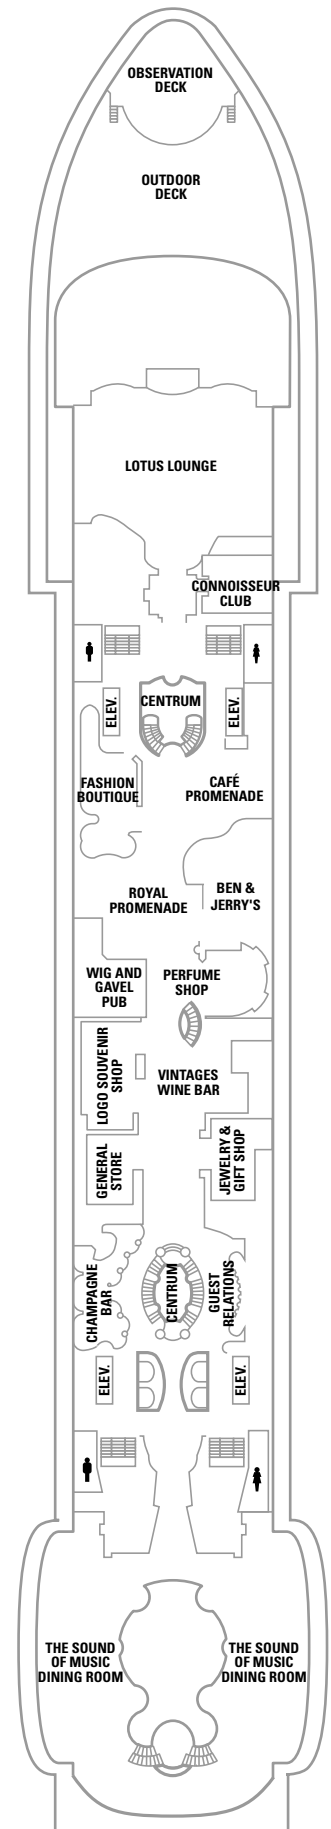 OBSERVATION
DECK
OUTDOOR
DECK
LOTUS LOUNGE
CONNOISSEUR
CLUB
ELEV.
CENTRUM
ELEV.
FASHION
BOUTIQUE
CAFÉ
PROMENADE
ROYAL
PROMENADE
BEN &
JERRY'S
WIG AND
GAVEL
PUB
PERFUME
SHOP
LOGO SOUVENIR
SHOP
VINTAGES
WINE BAR
GENERAL
STORE
JEWELRY &
GIFT SHOP
CHAMPAGNE
BAR
CENTRUM
GUEST
RELATIONS
ELEV.
ELEV.
THE SOUND
OF MUSIC
DINING ROOM
THE SOUND
OF MUSIC
DINING ROOM